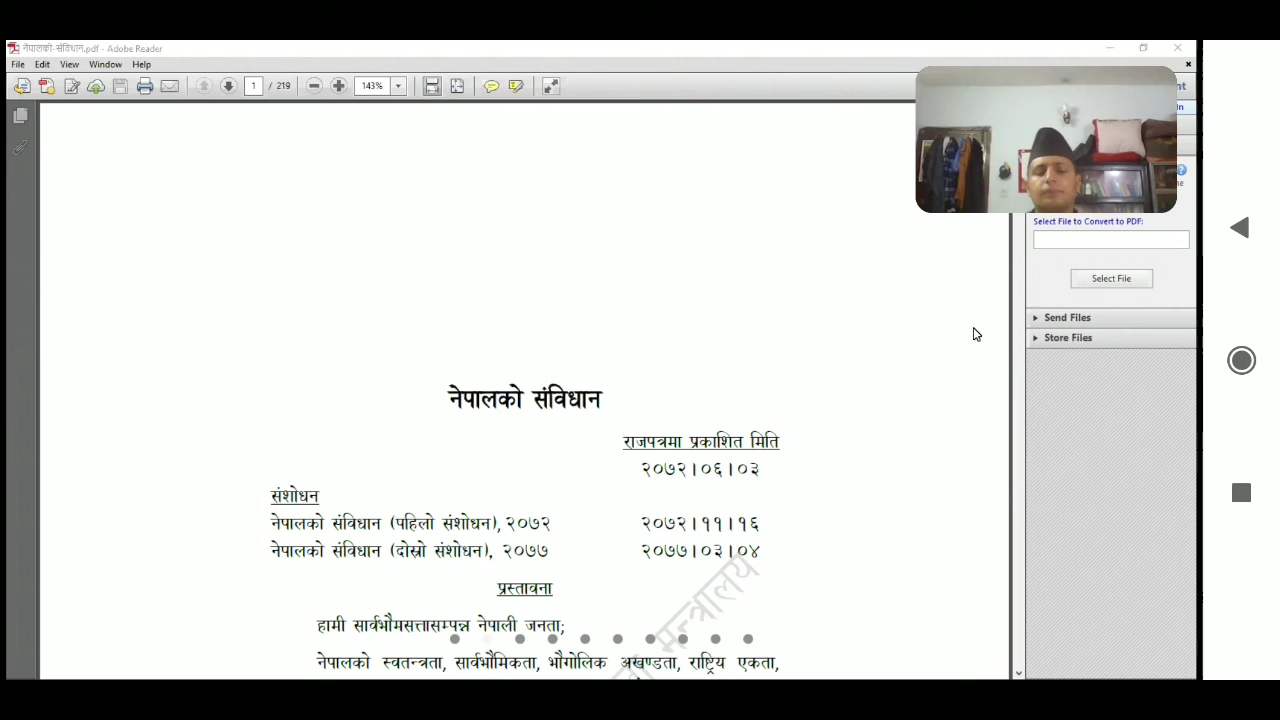 नेपालको-संविधान.pdf - Adobe Reader
File Edit View Window Help
1 / 219 143%
Select File to Convert to PDF:
Select File
Send Files
Store Files
नेपालको संविधान
राजपत्रमा प्रकाशित मिति
२०७२।०६।०३
संशोधन
नेपालको संविधान (पहिलो संशोधन), २०७२ २०७२।११।१६
नेपालको संविधान (दोस्रो संशोधन), २०७७ २०७७।०३।०४
प्रस्तावना
हामी सार्वभौमसत्तासम्पन्न नेपाली जनता;
नेपालको स्वतन्त्रता, सार्वभौमिकता, भौगोलिक अखण्डता, राष्ट्रिय एकता,
मन्त्रालय